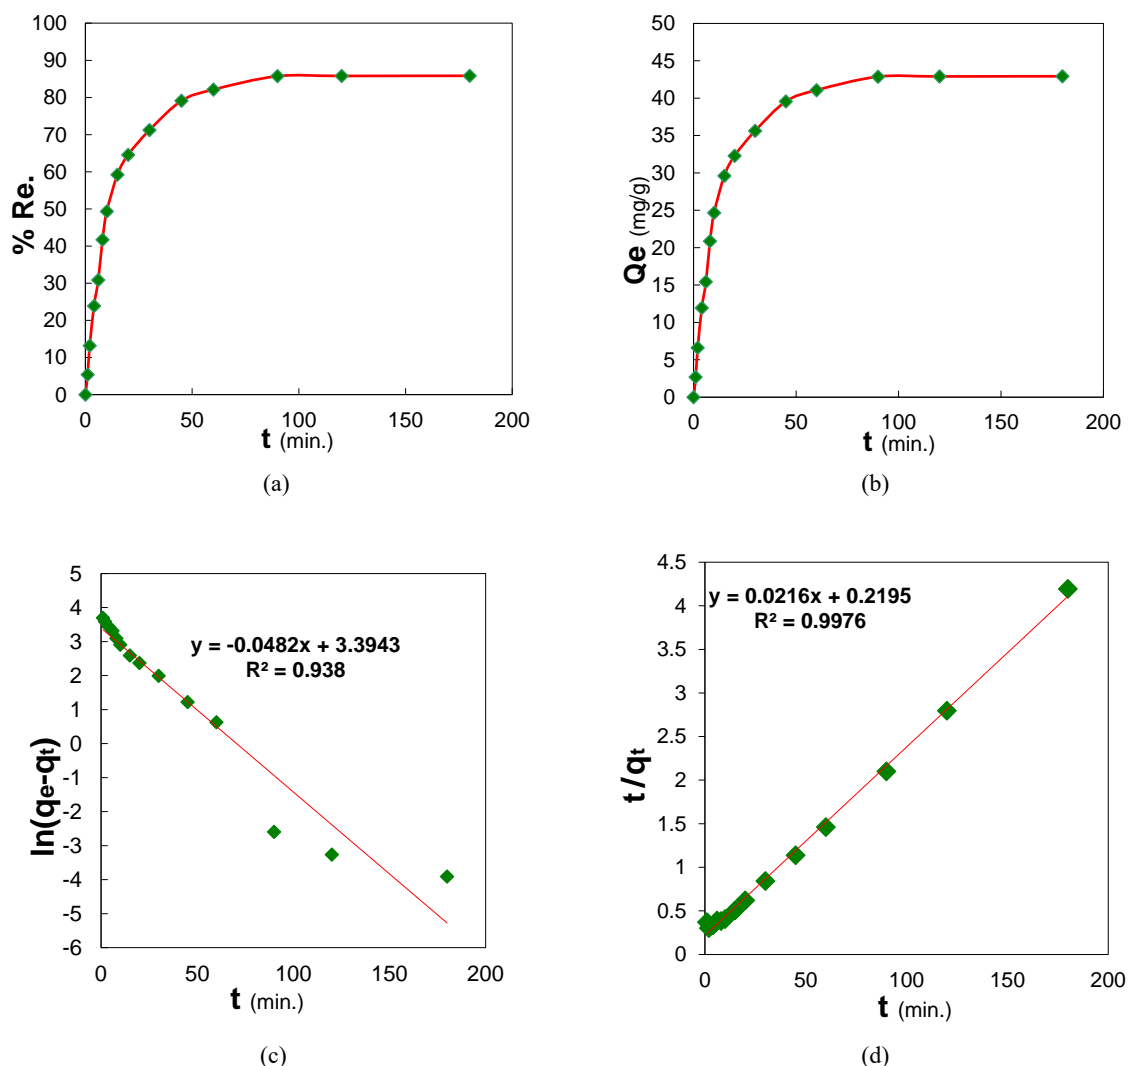 100
90
80
70
60
50
40
30
20
10
0
% Re.
0 50 100 150 200
t (min.)
(a)
50
45
40
35
30
25
20
15
10
5
0
Qe (mg/g)
0 50 100 150 200
t (min.)
(b)
5
4
3
2
1
0
-1
-2
-3
-4
-5
-6
ln(qe-qt)
y = -0.0482x + 3.3943
R² = 0.938
0 50 100 150 200
t (min.)
(c)
4.5
4
3.5
3
2.5
2
1.5
1
0.5
0
t/qt
y = 0.0216x + 0.2195
R² = 0.9976
0 50 100 150 200
t (min.)
(d)